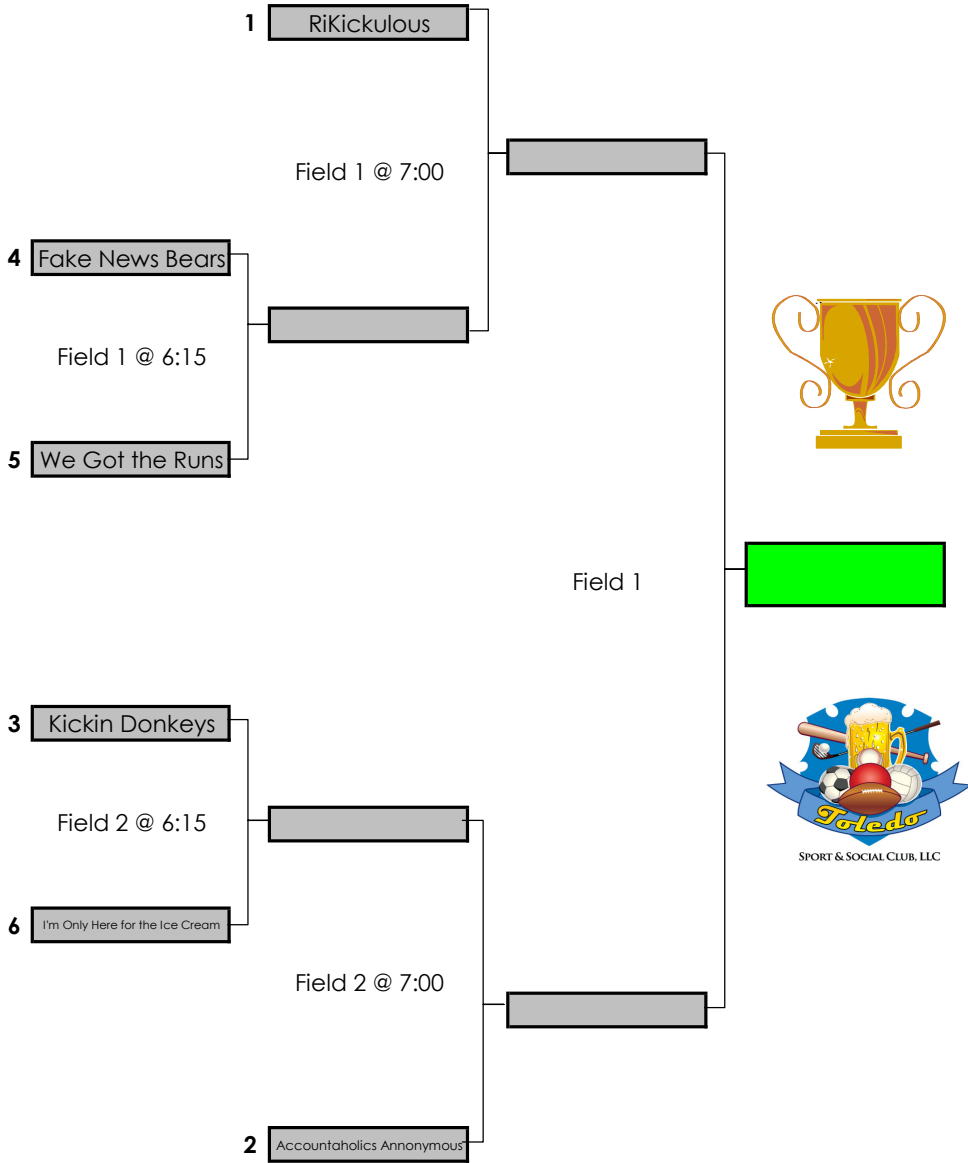 1 RiKickulous
Field 1 @ 7:00
4 Fake News Bears
Field 1 @ 6:15
5 We Got the Runs
Field 1
3 Kickin Donkeys
Field 2 @ 6:15
6 I'm Only Here for the Ice Cream
Field 2 @ 7:00
2 Accountaholics Annonymous
Toledo
SPORT & SOCIAL CLUB, LLC